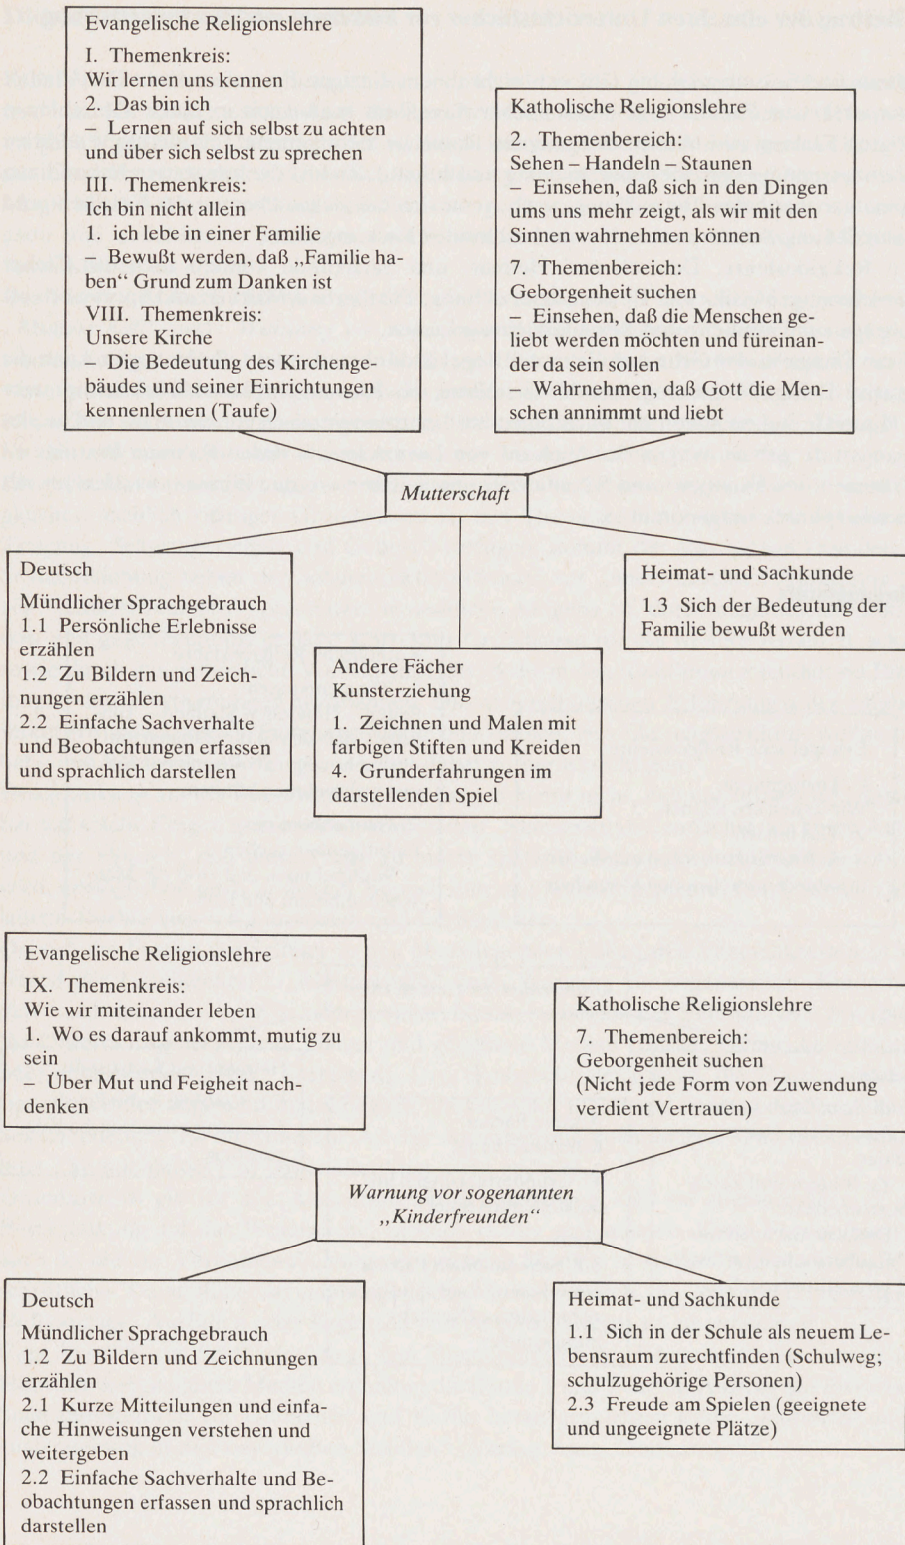 Evangelische Religionslehre
I. Themenkreis:
Wir lernen uns kennen
2. Das bin ich
– Lernen auf sich selbst zu achten
und über sich selbst zu sprechen
III. Themenkreis:
Ich bin nicht allein
1. ich lebe in einer Familie
– Bewußt werden, daß „Familie ha-
ben“ Grund zum Danken ist
VIII. Themenkreis:
Unsere Kirche
– Die Bedeutung des Kirchenge-
bäudes und seiner Einrichtungen
kennenlernen (Taufe)
Katholische Religionslehre
2. Themenbereich:
Sehen – Handeln – Staunen
– Einsehen, daß sich in den Dingen
ums uns mehr zeigt, als wir mit den
Sinnen wahrnehmen können
7. Themenbereich:
Geborgenheit suchen
– Einsehen, daß die Menschen ge-
liebt werden möchten und füreinan-
der da sein sollen
– Wahrnehmen, daß Gott die Men-
schen annimmt und liebt
Mutterschaft
Deutsch
Mündlicher Sprachgebrauch
1.1 Persönliche Erlebnisse
erzählen
1.2 Zu Bildern und Zeich-
nungen erzählen
2.2 Einfache Sachverhalte
und Beobachtungen erfassen
und sprachlich darstellen
Andere Fächer
Kunsterziehung
1. Zeichnen und Malen mit
farbigen Stiften und Kreiden
4. Grunderfahrungen im
darstellenden Spiel
Heimat- und Sachkunde
1.3 Sich der Bedeutung der
Familie bewußt werden
Evangelische Religionslehre
IX. Themenkreis:
Wie wir miteinander leben
1. Wo es darauf ankommt, mutig zu
sein
– Über Mut und Feigheit nach-
denken
Katholische Religionslehre
7. Themenbereich:
Geborgenheit suchen
(Nicht jede Form von Zuwendung
verdient Vertrauen)
Warnung vor sogenannten
„Kinderfreunden“
Deutsch
Mündlicher Sprachgebrauch
1.2 Zu Bildern und Zeichnungen
erzählen
2.1 Kurze Mitteilungen und einfa-
che Hinweisungen verstehen und
weitergeben
2.2 Einfache Sachverhalte und Be-
obachtungen erfassen und sprachlich
darstellen
Heimat- und Sachkunde
1.1 Sich in der Schule als neuem Le-
bensraum zurechtfinden (Schulweg;
schulzugehörige Personen)
2.3 Freude am Spielen (geeignete
und ungeeignete Plätze)